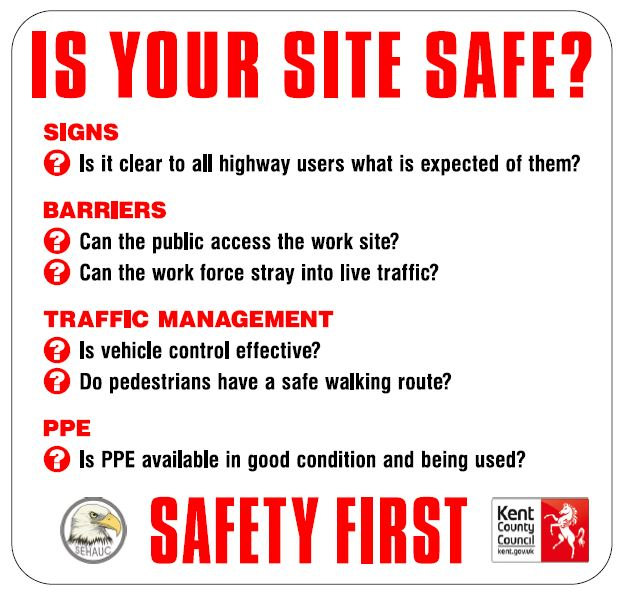 IS YOUR SITE SAFE?
SIGNS
? Is it clear to all highway users what is expected of them?
BARRIERS
? Can the public access the work site?
? Can the work force stray into live traffic?
TRAFFIC MANAGEMENT
? Is vehicle control effective?
? Do pedestrians have a safe walking route?
PPE
? Is PPE available in good condition and being used?
SEHAUC
SAFETY FIRST
Kent
County
Council
kent.gov.uk